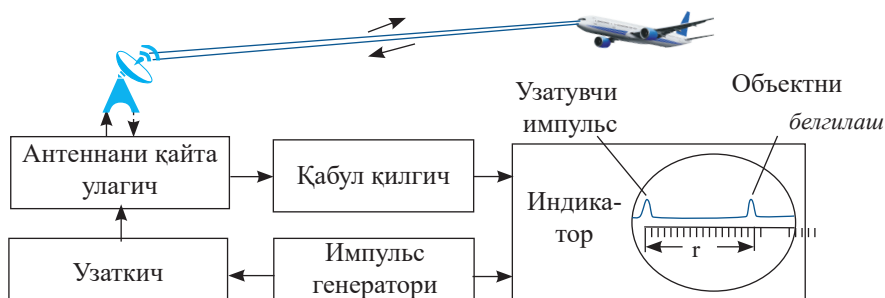 Узатувчи
импульс
Объектни
белгилаш
Антеннани қайта
улагич
Қабул қилгич
Индика-
тор
r
Узаткич
Импульс
генератори